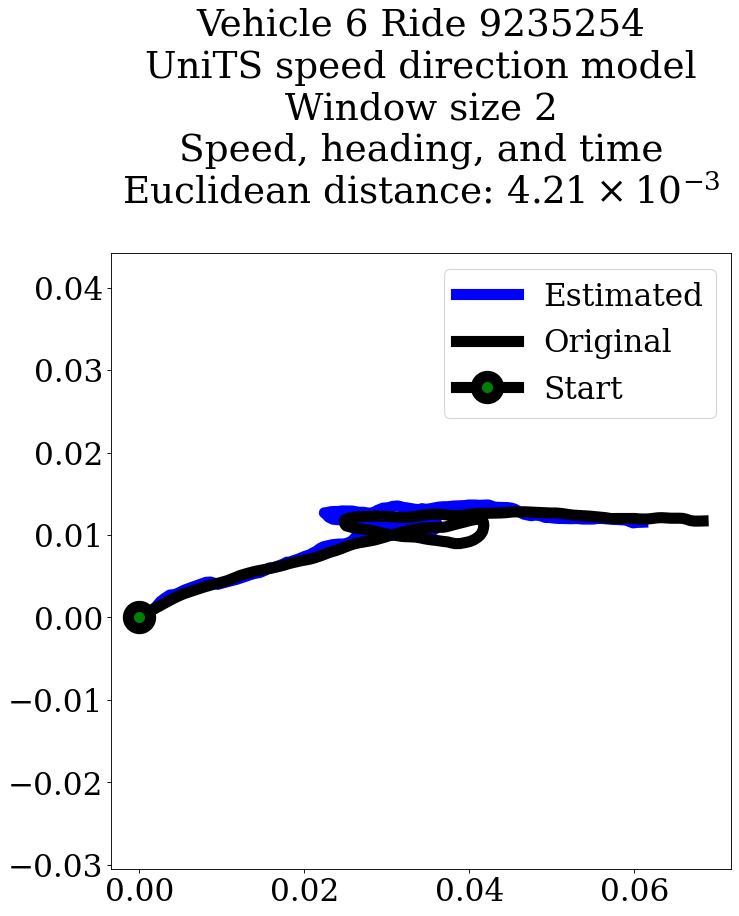 Vehicle 6 Ride 9235254
UniTS speed direction model
Window size 2
Speed, heading, and time
Euclidean distance: 4.21 × 10⁻³
Estimated
Original
Start
0.04
0.03
0.02
0.01
0.00
−0.01
−0.02
−0.03
0.00 0.02 0.04 0.06